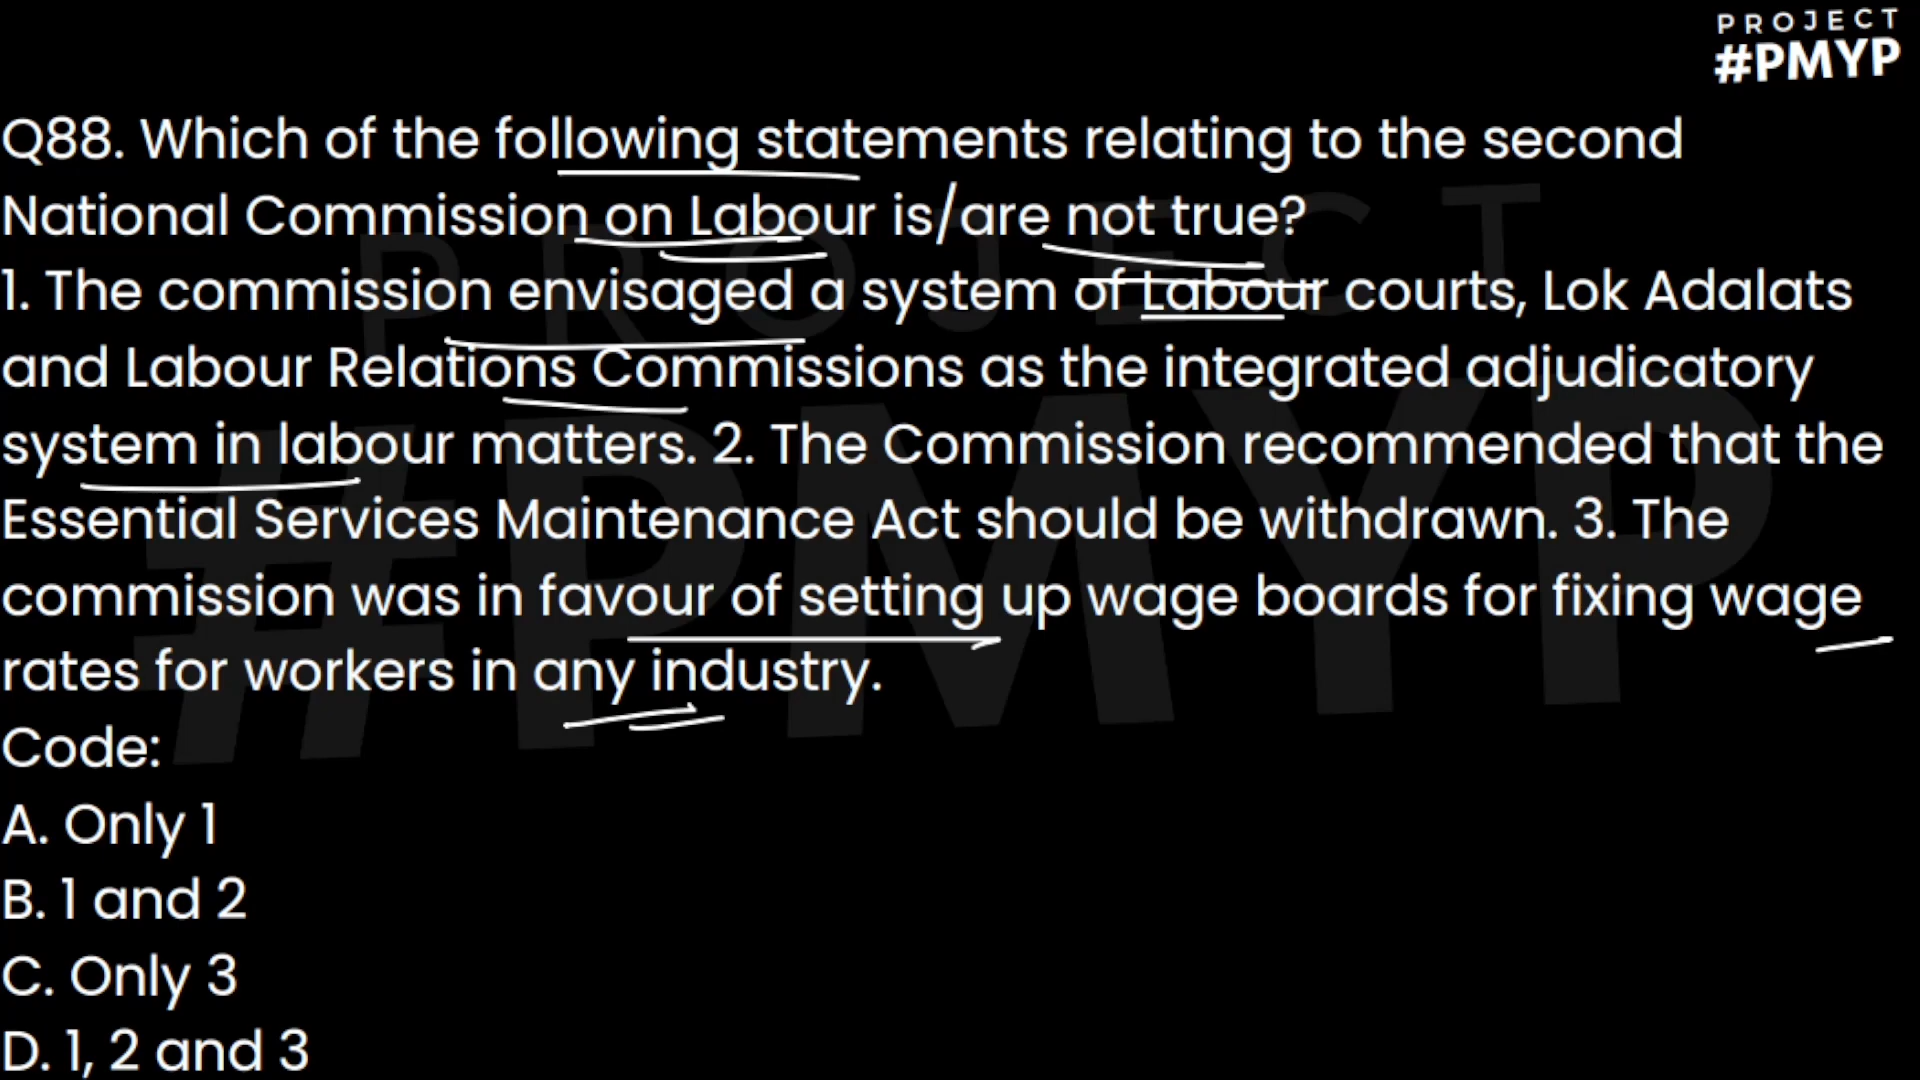 PROJECT
#PMYP
Q88. Which of the following statements relating to the second
National Commission on Labour is/are not true?
1. The commission envisaged a system of Labour courts, Lok Adalats
and Labour Relations Commissions as the integrated adjudicatory
system in labour matters. 2. The Commission recommended that the
Essential Services Maintenance Act should be withdrawn. 3. The
commission was in favour of setting up wage boards for fixing wage
rates for workers in any industry.
Code:
A. Only 1
B. 1 and 2
C. Only 3
D. 1, 2 and 3
PROJECT
#PMYP